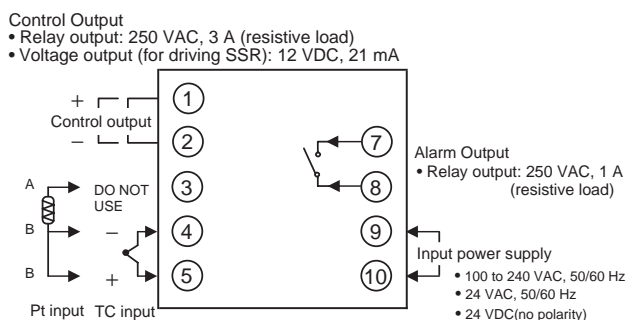 Control Output
• Relay output: 250 VAC, 3 A (resistive load)
• Voltage output (for driving SSR): 12 VDC, 21 mA
+
Control output
−
1
2
3
4
5
A
B
B
DO NOT
USE
−
+
Pt input
TC input
7
8
9
10
Alarm Output
• Relay output: 250 VAC, 1 A
(resistive load)
Input power supply
• 100 to 240 VAC, 50/60 Hz
• 24 VAC, 50/60 Hz
• 24 VDC(no polarity)